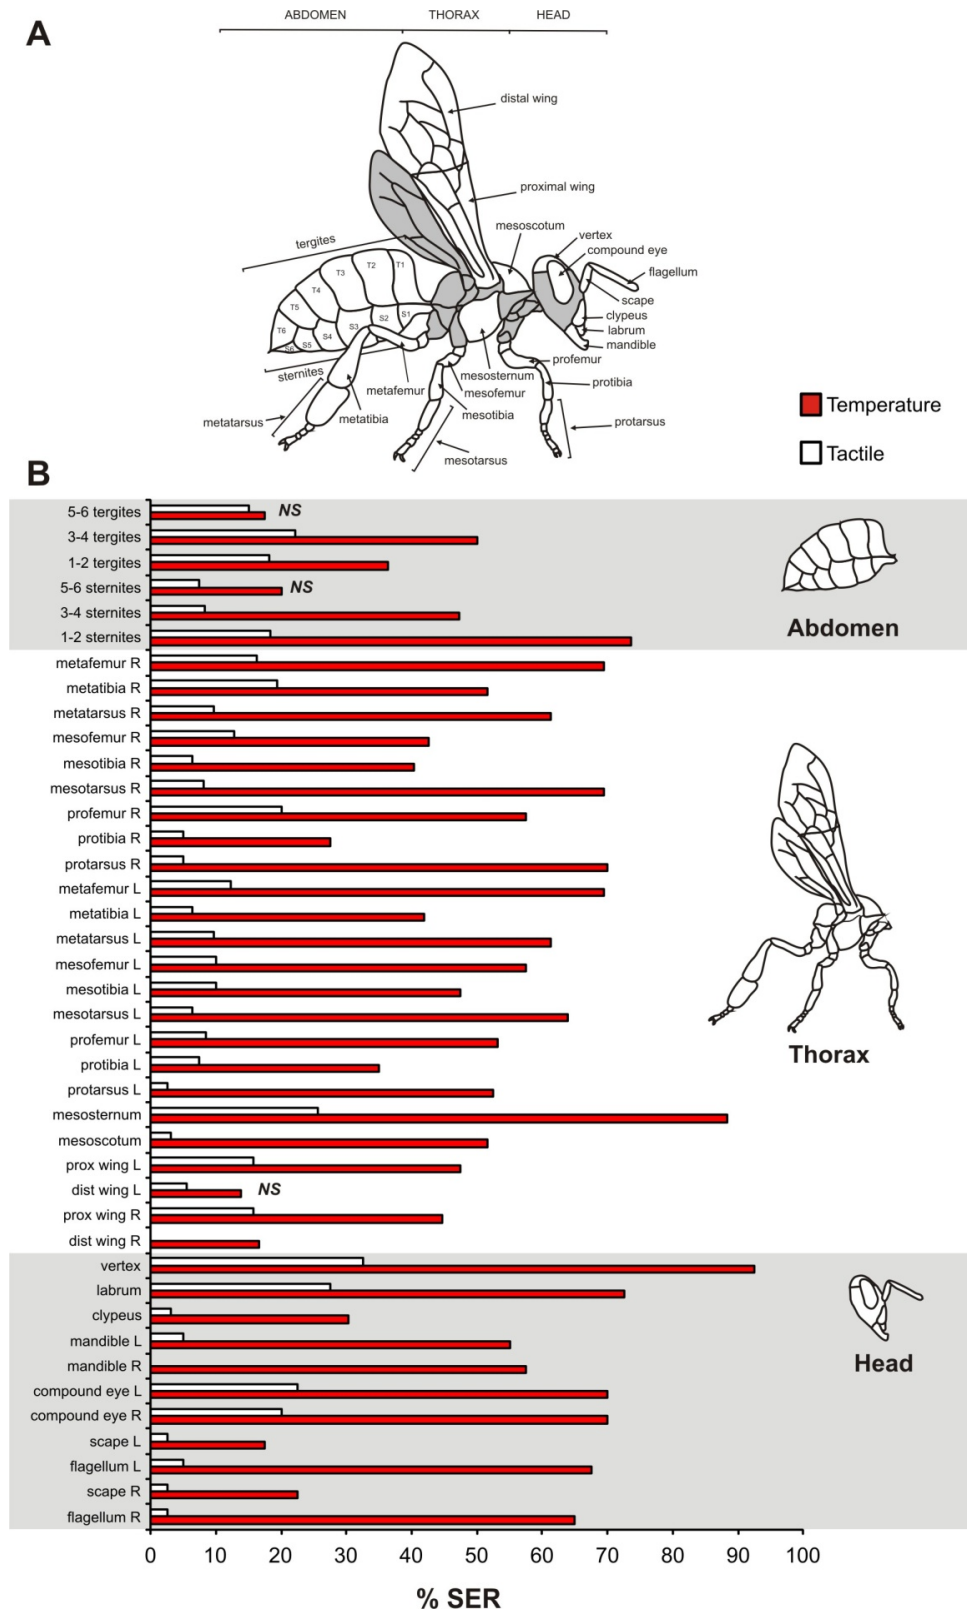 A
ABDOMEN THORAX HEAD
distal wing
proximal wing
mesoscotum
vertex
compound eye
flagellum
scape
clypeus
labrum
mandible
tergites
T1
T2
T3
T4
T5
T6
S1
S2
S3
S4
S5
S6
sternites
metafemur
metatibia
metatarsus
mesosternum
mesofemur
mesotibia
mesotarsus
profemur
protibia
protarsus
Temperature
Tactile
B
5-6 tergites NS
3-4 tergites
1-2 tergites
5-6 sternites NS
3-4 sternites
1-2 sternites
Abdomen
metafemur R
metatibia R
metatarsus R
mesofemur R
mesotibia R
mesotarsus R
profemur R
protibia R
protarsus R
metafemur L
metatibia L
metatarsus L
mesofemur L
mesotibia L
mesotarsus L
profemur L
protibia L
protarsus L
mesosternum
mesoscotum
prox wing L
dist wing L NS
prox wing R
dist wing R
Thorax
vertex
labrum
clypeus
mandible L
mandible R
compound eye L
compound eye R
scape L
flagellum L
scape R
flagellum R
Head
0 10 20 30 40 50 60 70 80 90 100
% SER